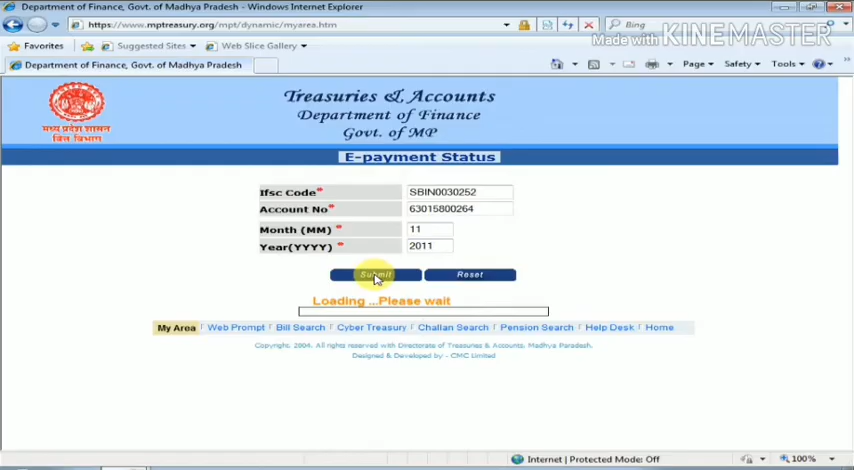 Department of Finance, Govt. of Madhya Pradesh - Windows Internet Explorer
https://www.mptreasury.org/mpt/dynamic/myarea.htm
Bing
Made with KINEMASTER
Favorites Suggested Sites Web Slice Gallery
Department of Finance, Govt. of Madhya Pradesh
Page Safety Tools
Treasuries & Accounts
Department of Finance
Govt. of MP
मध्य प्रदेश शासन
वित्त विभाग
E-payment Status
Ifsc Code* SBIN0030252
Account No* 63015800264
Month (MM) * 11
Year(YYYY) * 2011
Submit Reset
Loading ...Please wait
My Area Web Prompt Bill Search Cyber Treasury Challan Search Pension Search Help Desk Home
Copyright, 2004. All rights reserved with Directorate of Treasuries & Accounts, Madhya Paradesh.
Designed & Developed by - CMC Limited
Internet | Protected Mode: Off 100%